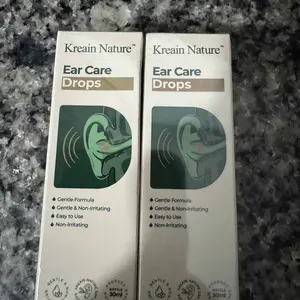 Kreain Nature™
Ear Care
Drops
Gentle Formula
Gentle & Non-Irritating
Easy to Use
Non-Irritating
30ml
Kreain Nature™
Ear Care
Drops
Gentle Formula
Gentle & Non-Irritating
Easy to Use
Non-Irritating
30ml